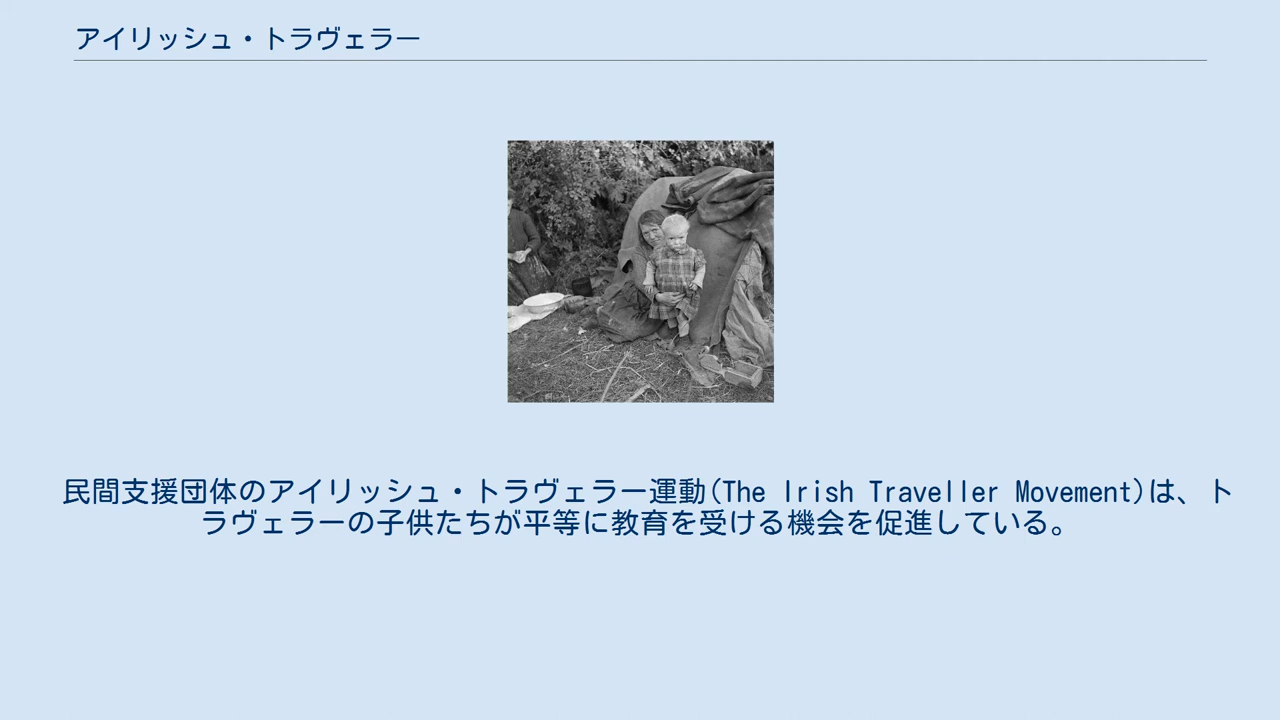 アイリッシュ・トラヴェラー
民間支援団体のアイリッシュ・トラヴェラー運動(The Irish Traveller Movement)は、ト
ラヴェラーの子供たちが平等に教育を受ける機会を促進している。